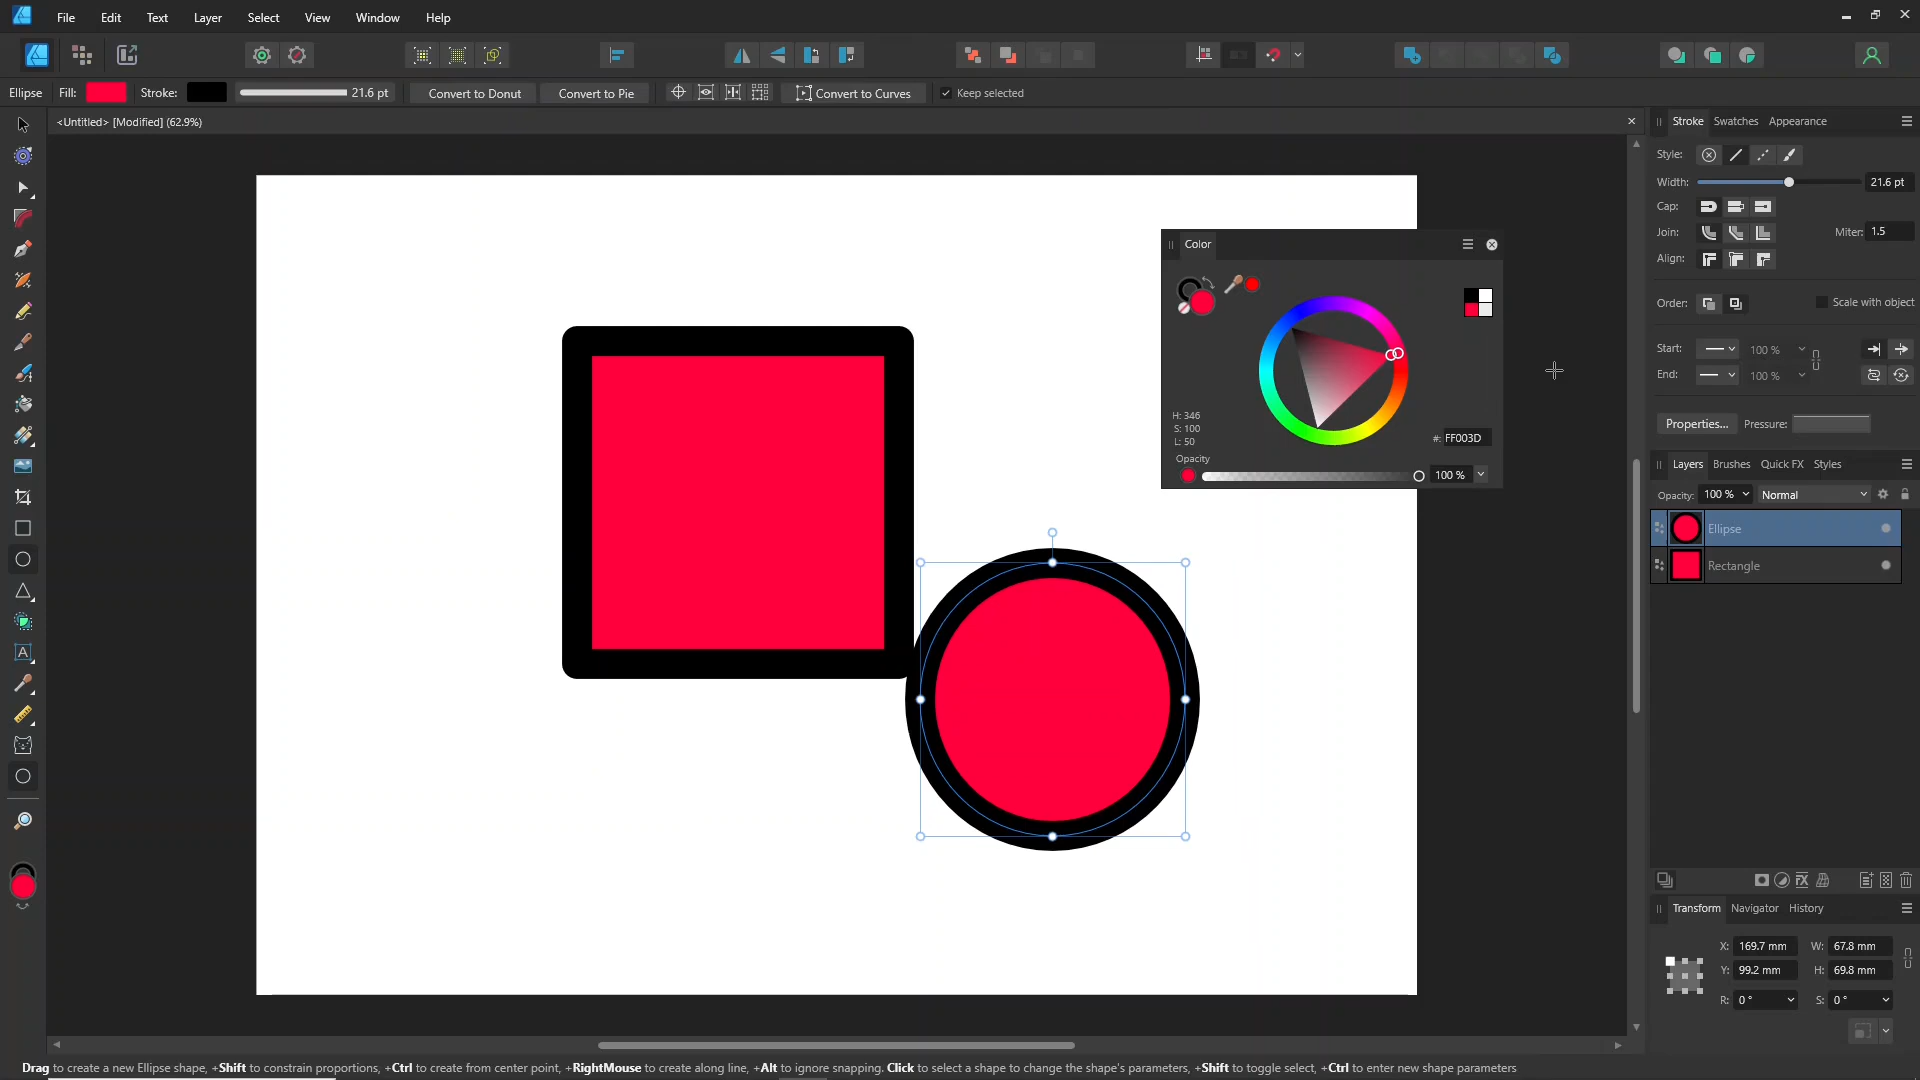 File Edit Text Layer Select View Window Help
Ellipse Fill: Stroke: 21.6 pt Convert to Donut Convert to Pie Convert to Curves Keep selected
<Untitled> [Modified] (62.9%)
Stroke Swatches Appearance
Style:
Width: 21.6 pt
Cap:
Join: Miter: 1.5
Align:
Order: Scale with object
Start: 100 %
End: 100 %
Properties... Pressure:
Color
H: 346
S: 100
L: 50
#: FF003D
Opacity
100 %
Layers Brushes Quick FX Styles
Opacity: 100 % Normal
Ellipse
Rectangle
A
Transform Navigator History
X: 169.7 mm W: 67.8 mm
Y: 99.2 mm H: 69.8 mm
R: 0 ° S: 0 °
Drag to create a new Ellipse shape, +Shift to constrain proportions, +Ctrl to create from center point, +RightMouse to create along line, +Alt to ignore snapping. Click to select a shape to change the shape's parameters, +Shift to toggle select, +Ctrl to enter new shape parameters